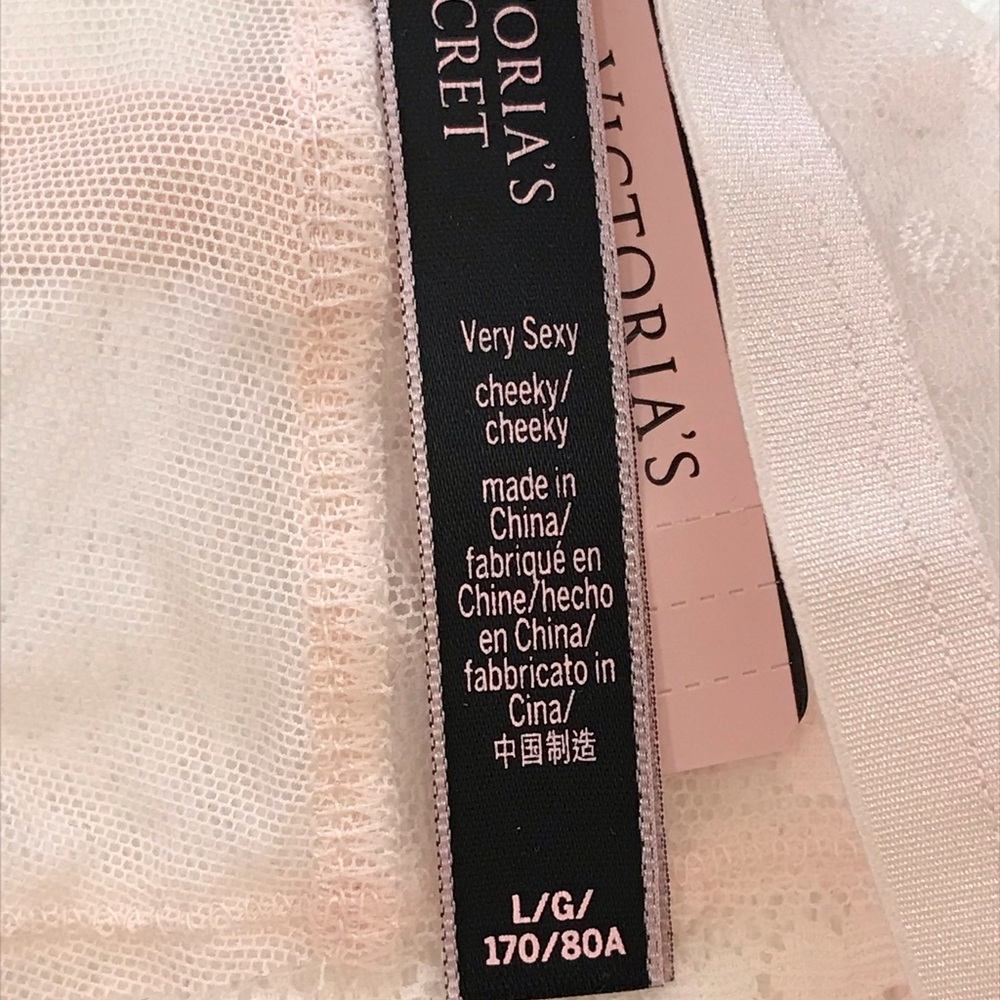 TORIA'S
CRET
Very Sexy
cheeky/
cheeky
made in
China/
fabriqué en
Chine/hecho
en China/
fabbricato in
Cina/
中国制造
L/G/
170/80A
VICTORIA'S